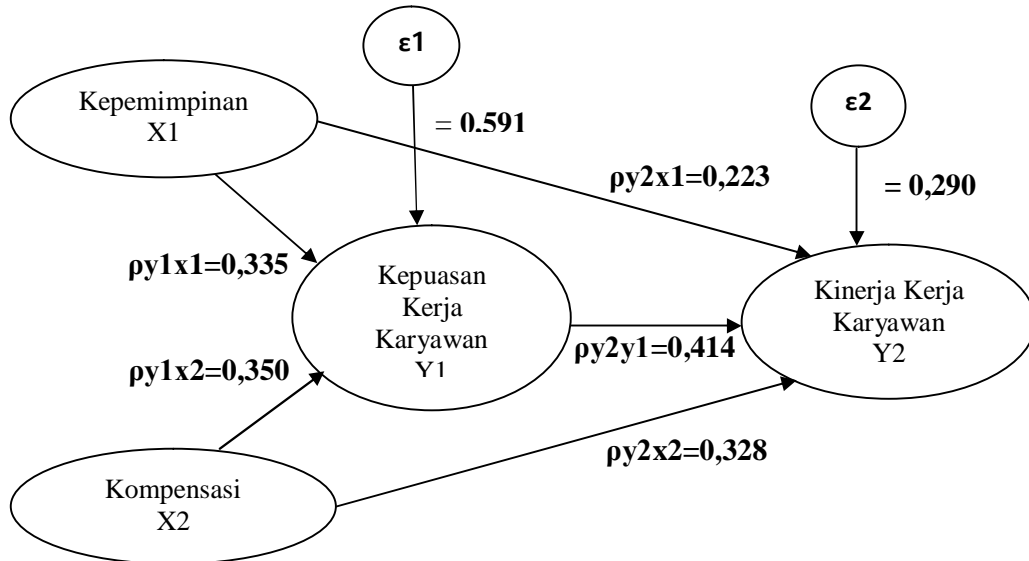 ε1
Kepemimpinan
X1
ε2
= 0,591
ρy2x1=0,223
= 0,290
ρy1x1=0,335
Kepuasan
Kerja
Karyawan
Y1
Kinerja Kerja
Karyawan
Y2
ρy2y1=0,414
ρy1x2=0,350
ρy2x2=0,328
Kompensasi
X2